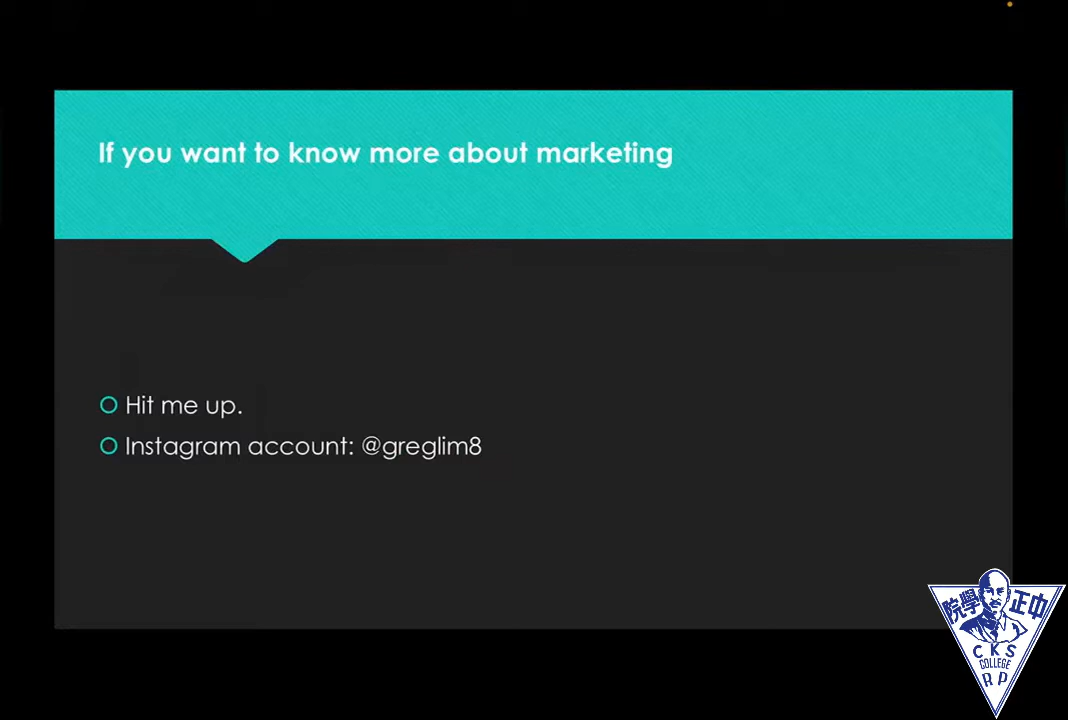 If you want to know more about marketing
Hit me up.
Instagram account: @greglim8
院學 正中
CKS
COLLEGE
RP